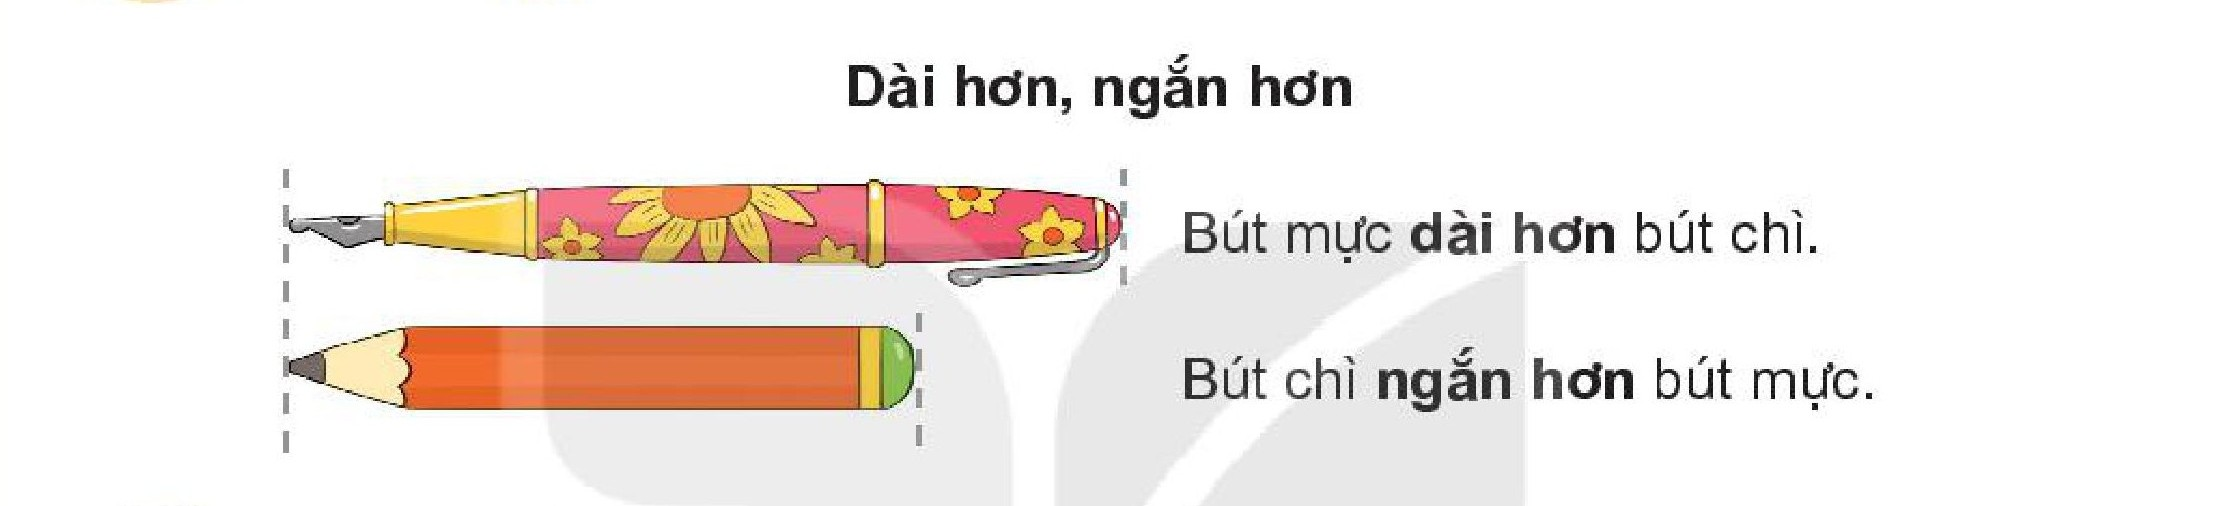 Dài hơn, ngắn hơn
Bút mực dài hơn bút chì.
Bút chì ngắn hơn bút mực.